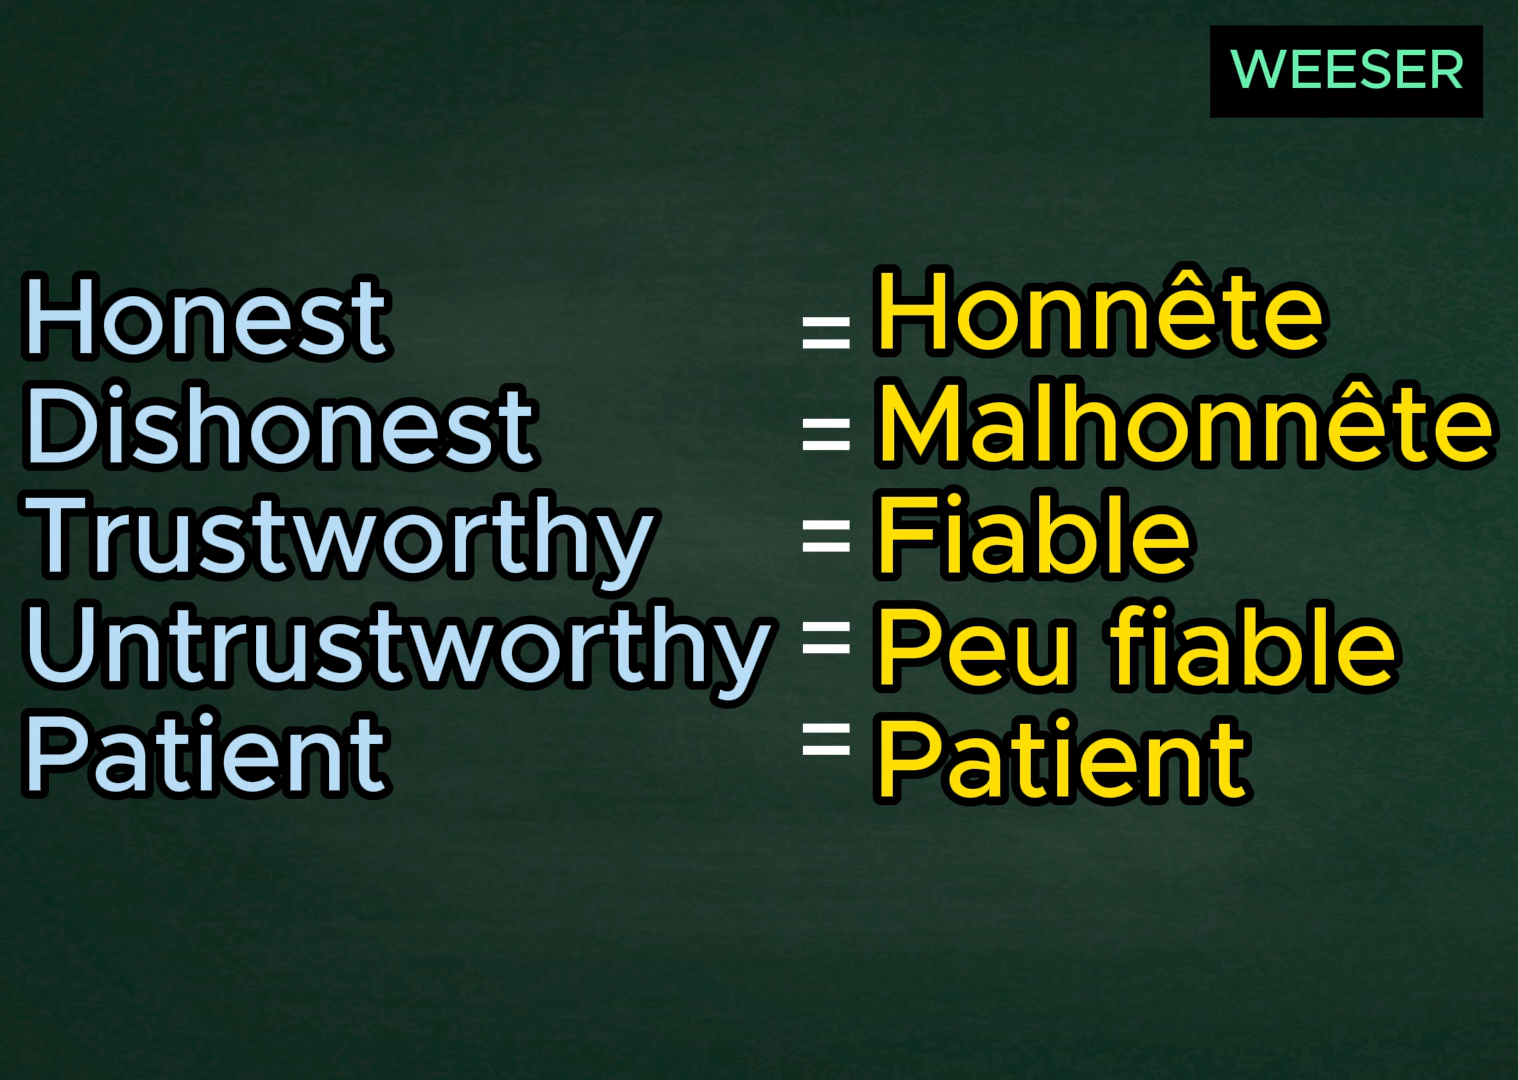 WEESER
Honest = Honnête
Dishonest = Malhonnête
Trustworthy = Fiable
Untrustworthy = Peu fiable
Patient = Patient